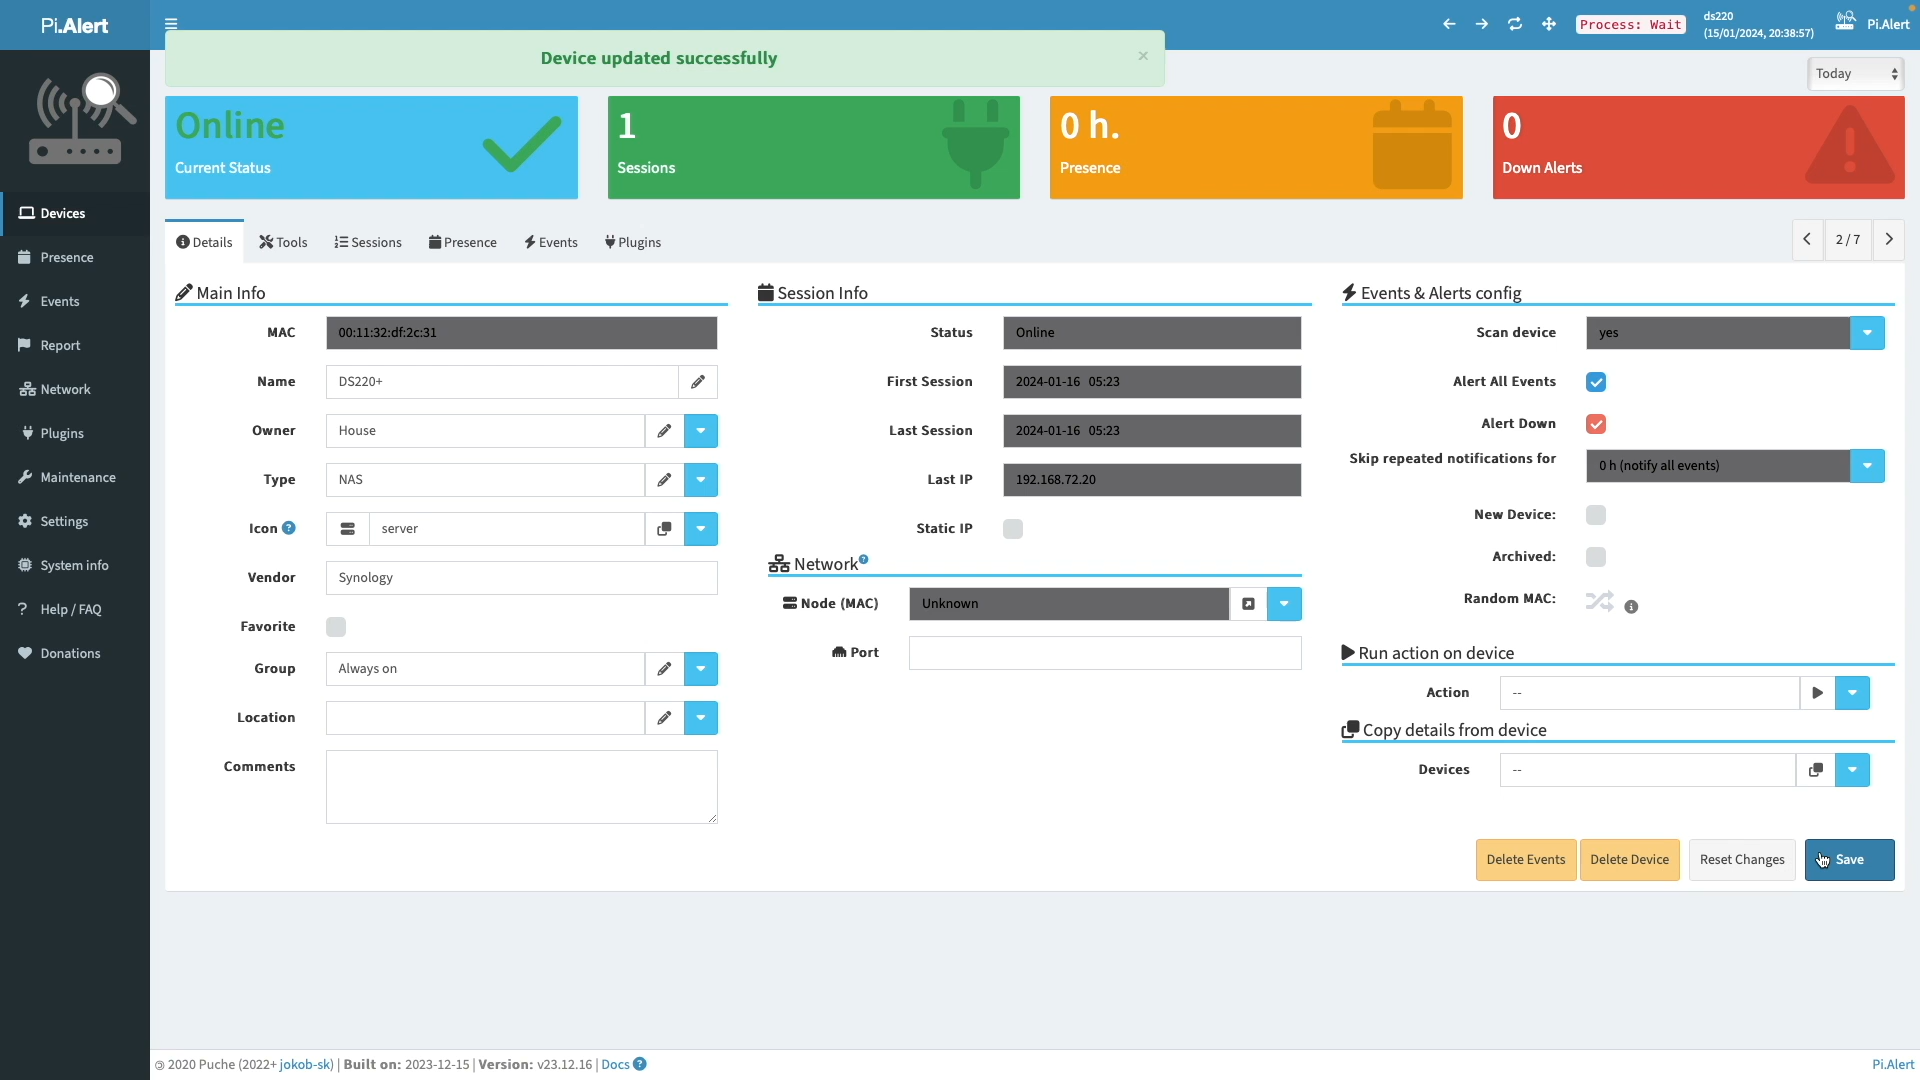 Pi.Alert
Process: Wait
ds220
(15/01/2024, 20:38:57)
Pi.Alert
Device updated successfully
×
Today
Online
Current Status
1
Sessions
0 h.
Presence
0
Down Alerts
Devices
Presence
Events
Report
Network
Plugins
Maintenance
Settings
System info
Help / FAQ
Donations
Details
Tools
Sessions
Presence
Events
Plugins
2 / 7
Main Info
MAC 00:11:32:df:2c:31
Name DS220+
Owner House
Type NAS
Icon server
Vendor Synology
Favorite
Group Always on
Location
Comments
Session Info
Status Online
First Session 2024-01-16 05:23
Last Session 2024-01-16 05:23
Last IP 192.168.72.20
Static IP
Network
Node (MAC) Unknown
Port
Events & Alerts config
Scan device yes
Alert All Events
Alert Down
Skip repeated notifications for 0 h (notify all events)
New Device:
Archived:
Random MAC:
Run action on device
Action --
Copy details from device
Devices --
Delete Events
Delete Device
Reset Changes
Save
© 2020 Puche (2022+ jokob-sk) | Built on: 2023-12-15 | Version: v23.12.16 | Docs
Pi.Alert